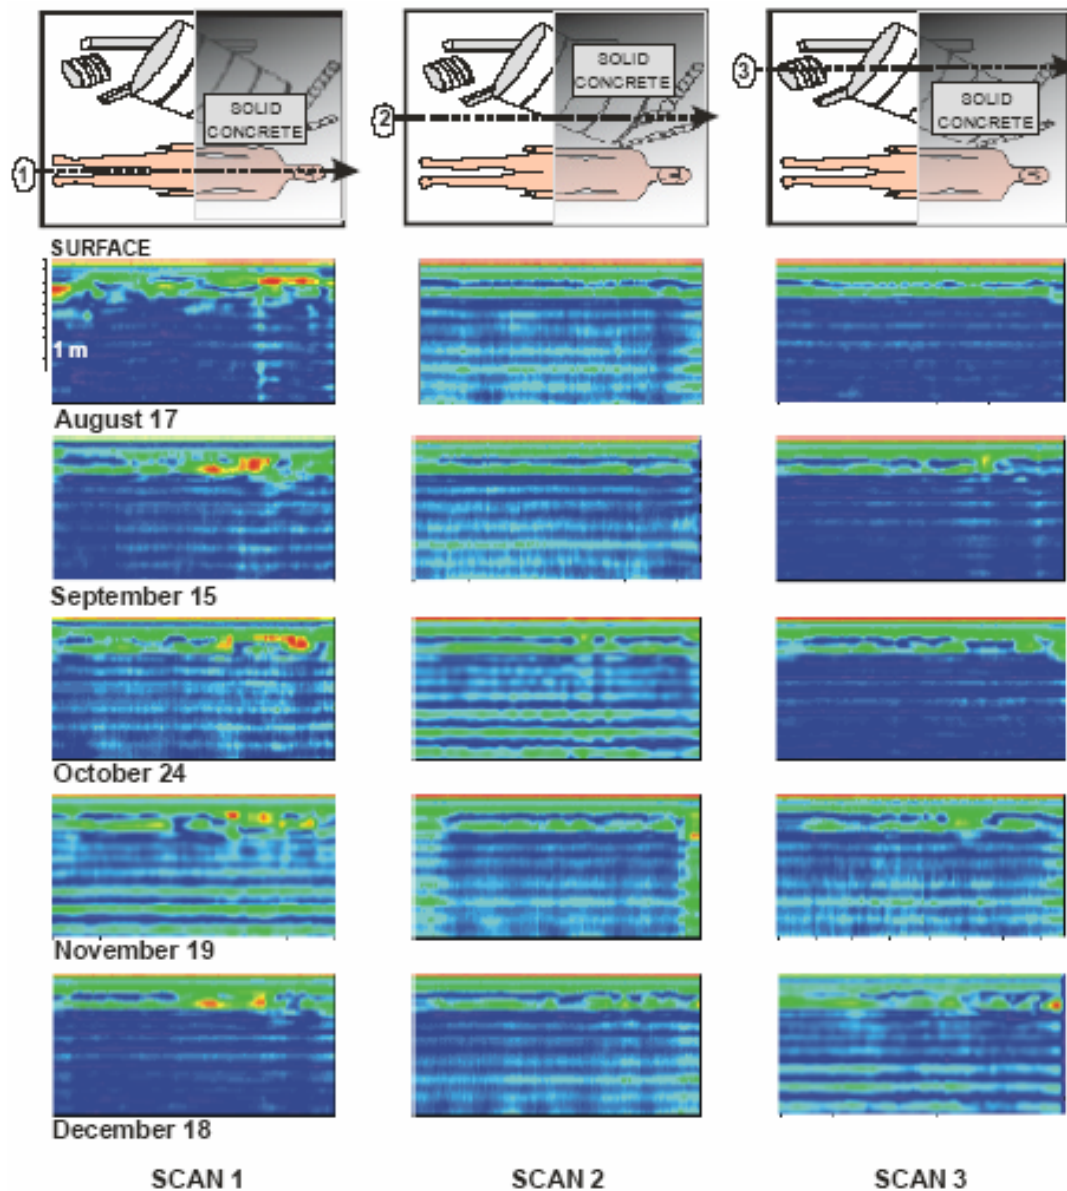 SOLID
CONCRETE
1
SOLID
CONCRETE
2
SOLID
CONCRETE
3
SURFACE
1 m
August 17
September 15
October 24
November 19
December 18
SCAN 1
SCAN 2
SCAN 3